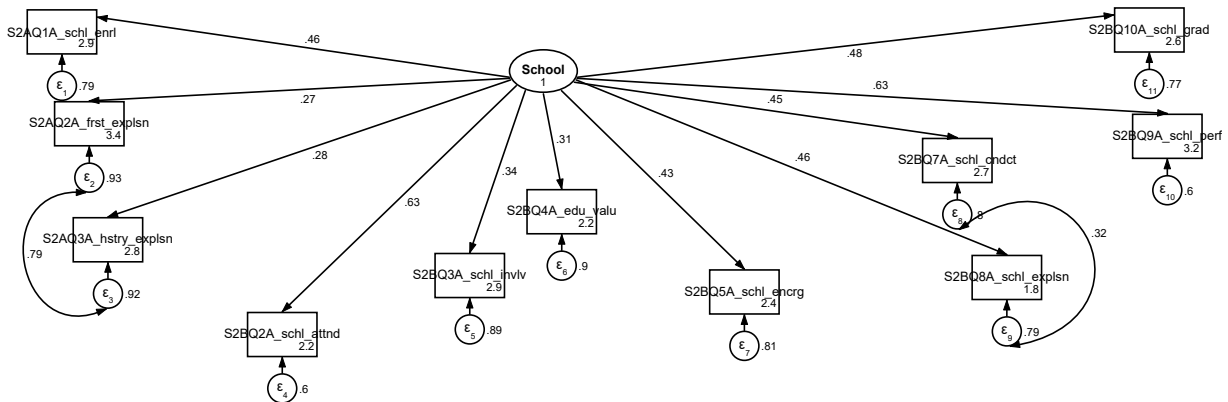 S2AQ1A_schl_enrl
2.9
ε1 .79
S2AQ2A_frst_explsn
3.4
ε2 .93
S2AQ3A_hstry_explsn
2.8
ε3 .92
.79
S2BQ2A_schl_attnd
2.2
ε4 .6
S2BQ3A_schl_invlv
2.9
ε5 .89
S2BQ4A_edu_valu
2.2
ε6 .9
S2BQ5A_schl_encrg
2.4
ε7 .81
School
1
.46
.27
.28
.63
.34
.31
.43
.46
.45
.63
.48
S2BQ7A_schl_cndct
2.7
ε8 .8
S2BQ8A_schl_explsn
1.8
ε9 .79
.32
S2BQ9A_schl_perf
3.2
ε10 .6
S2BQ10A_schl_grad
2.6
ε11 .77